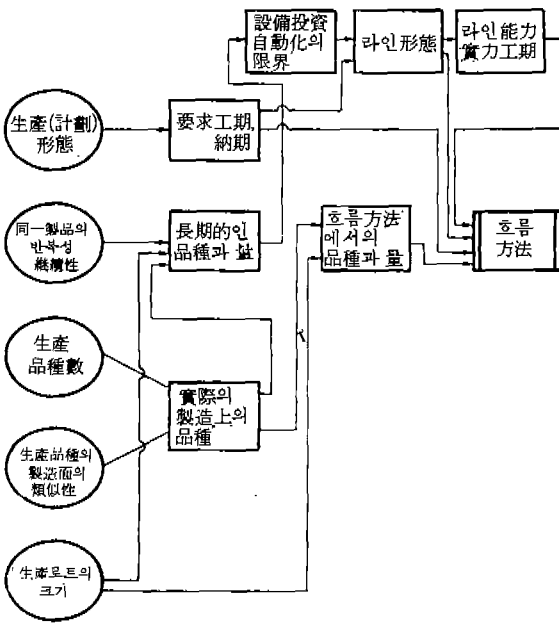 設備投資
自動化의
限界
라인形態
라인能力
實力工期
生産(計劃)
形態
要求工期,
納期
同一製品의
반복성
繼續性
長期的인
品種과 量
흐름方法
에서의
品種과 量
흐름
方法
生産
品種數
實際의
製造上의
品種
生産品種의
製造面의
類似性
生産로트의
크기